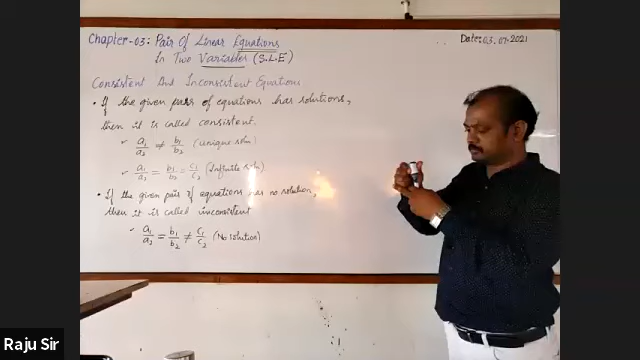 Chapter-03: Pair Of Linear Equations
In Two Variables (S.L.E)
Date: 03.07.2021
Consistent And Inconsistent Equations
• If the given pair of equations has solutions,
then it is called consistent.
✓ a₁/a₂ ≠ b₁/b₂ (Unique soln)
✓ a₁/a₂ = b₁/b₂ = c₁/c₂ (Infinite soln)
• If the given pair of equations has no solution,
then it is called inconsistent
✓ a₁/a₂ = b₁/b₂ ≠ c₁/c₂ (No solution)
Raju Sir